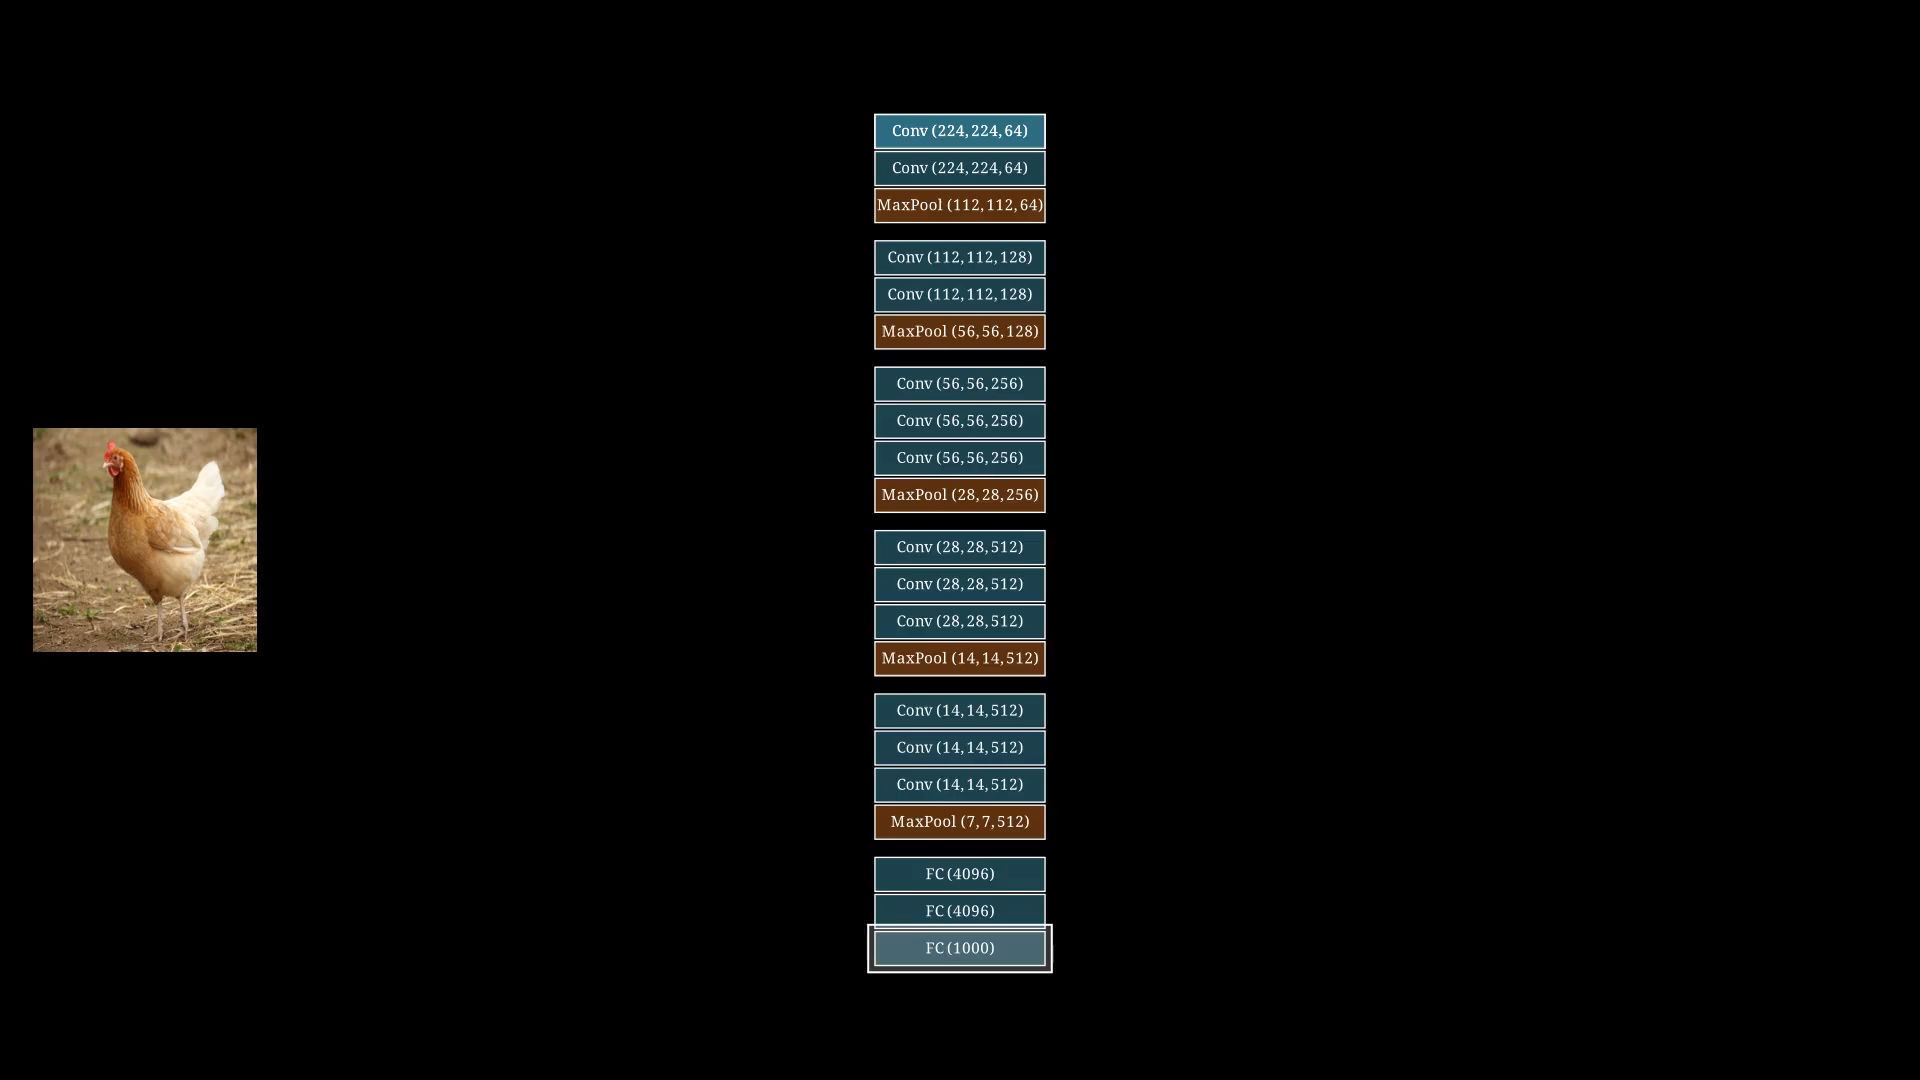 Conv (224, 224, 64)
Conv (224, 224, 64)
MaxPool (112, 112, 64)
Conv (112, 112, 128)
Conv (112, 112, 128)
MaxPool (56, 56, 128)
Conv (56, 56, 256)
Conv (56, 56, 256)
Conv (56, 56, 256)
MaxPool (28, 28, 256)
Conv (28, 28, 512)
Conv (28, 28, 512)
Conv (28, 28, 512)
MaxPool (14, 14, 512)
Conv (14, 14, 512)
Conv (14, 14, 512)
Conv (14, 14, 512)
MaxPool (7, 7, 512)
FC (4096)
FC (4096)
FC (1000)